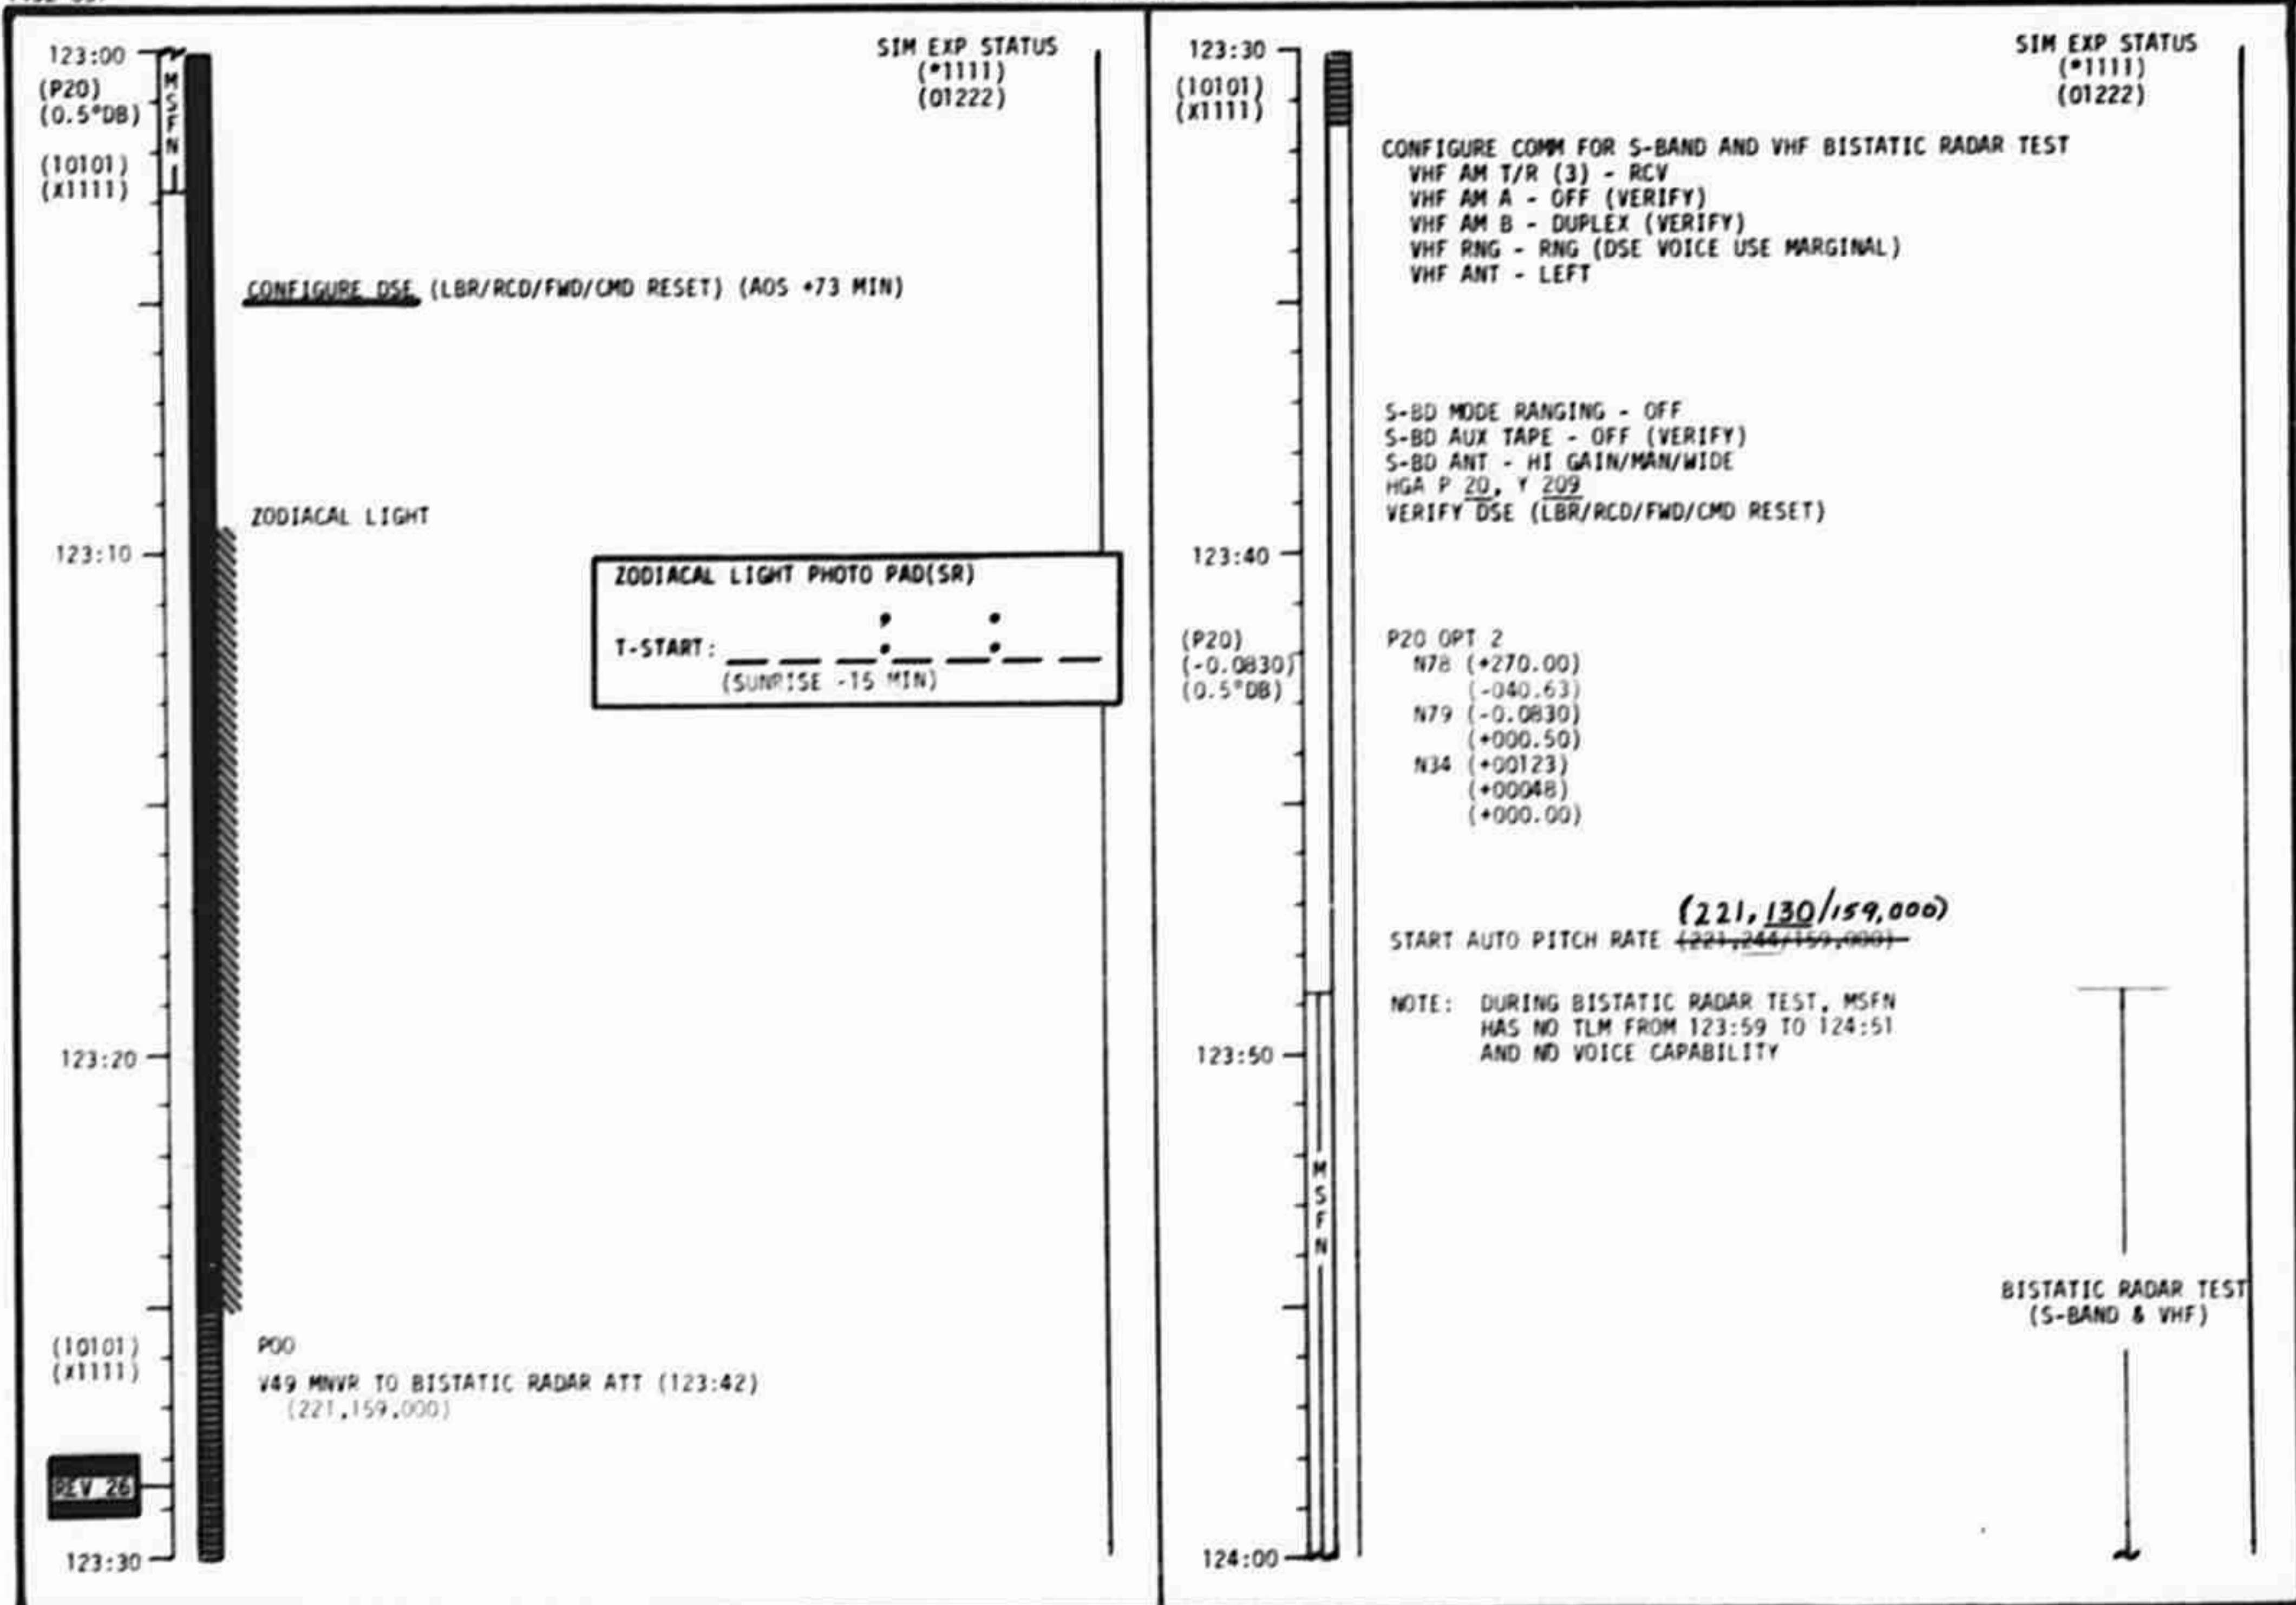 123:00
(P20)
(0.5°DB)
(10101)
(X1111)
MSFN
SIM EXP STATUS
(*1111)
(01222)
CONFIGURE DSE (LBR/RCD/FWD/CMD RESET) (AOS +73 MIN)
ZODIACAL LIGHT
123:10
ZODIACAL LIGHT PHOTO PAD(SR)
T-START: _ _ _:_ _:_ _
(SUNRISE -15 MIN)
123:20
(10101)
(X1111)
P00
V49 MNVR TO BISTATIC RADAR ATT (123:42)
(221,159,000)
REV 26
123:30
123:30
(10101)
(X1111)
SIM EXP STATUS
(*1111)
(01222)
CONFIGURE COMM FOR S-BAND AND VHF BISTATIC RADAR TEST
VHF AM T/R (3) - RCV
VHF AM A - OFF (VERIFY)
VHF AM B - DUPLEX (VERIFY)
VHF RNG - RNG (DSE VOICE USE MARGINAL)
VHF ANT - LEFT
S-BD MODE RANGING - OFF
S-BD AUX TAPE - OFF (VERIFY)
S-BD ANT - HI GAIN/MAN/WIDE
HGA P 20, Y 209
VERIFY DSE (LBR/RCD/FWD/CMD RESET)
123:40
(P20)
(-0.0830)
(0.5°DB)
P20 OPT 2
N78 (+270.00)
(-040.63)
N79 (-0.0830)
(+000.50)
N34 (+00123)
(+00048)
(+000.00)
(221,130/159,000)
START AUTO PITCH RATE (221,244/159,000)
NOTE: DURING BISTATIC RADAR TEST, MSFN
HAS NO TLM FROM 123:59 TO 124:51
AND NO VOICE CAPABILITY
123:50
MSFN
BISTATIC RADAR TEST
(S-BAND & VHF)
124:00